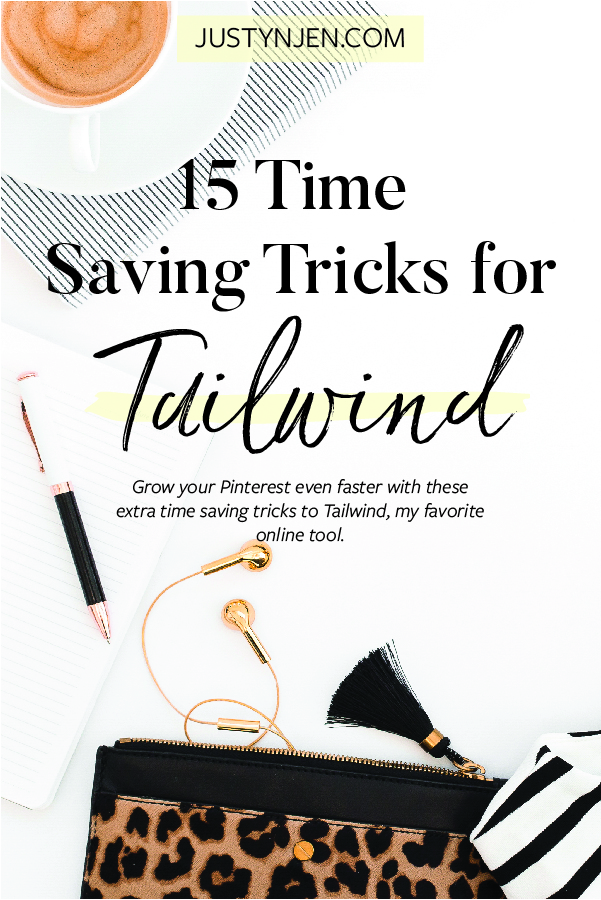 JUSTYNJEN.COM
15 Time
Saving Tricks for
Tailwind
Grow your Pinterest even faster with these
extra time saving tricks to Tailwind, my favorite
online tool.